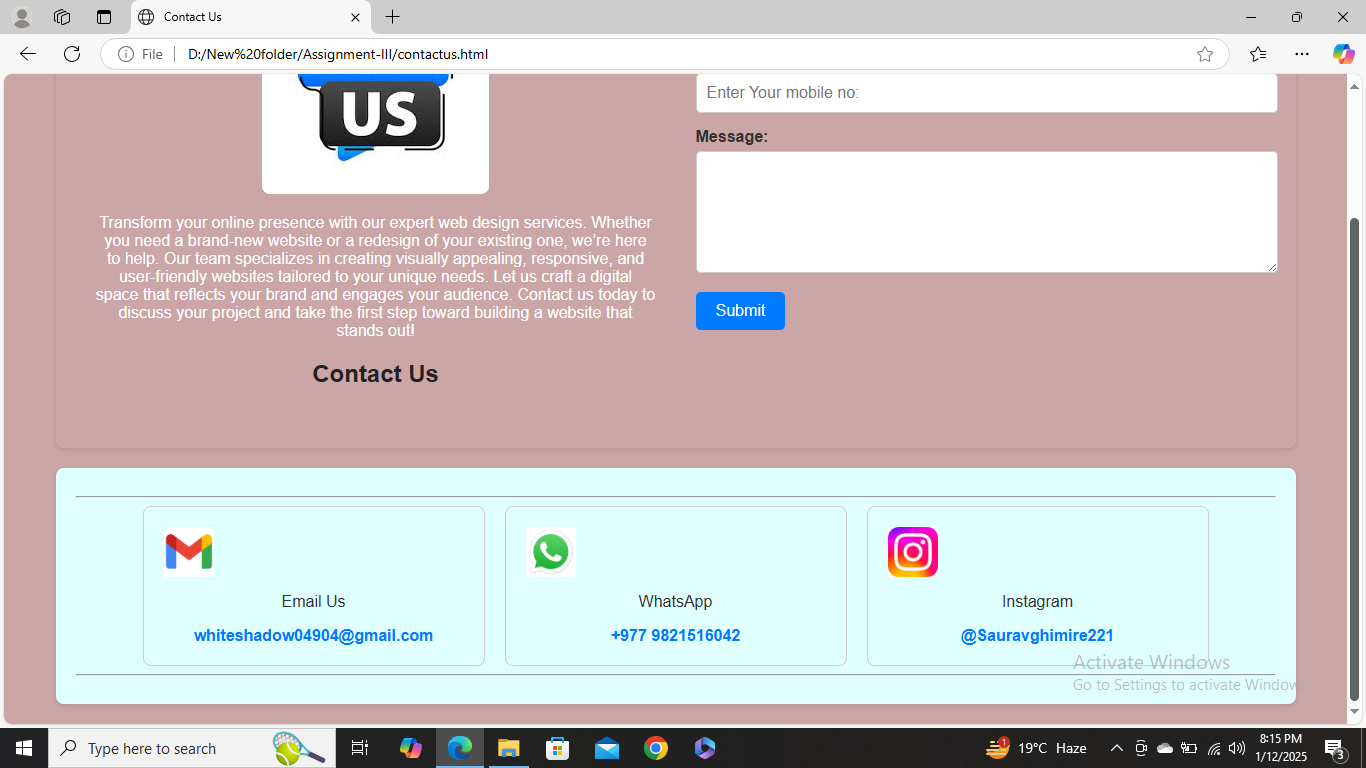 Contact Us
File
D:/New%20folder/Assignment-III/contactus.html
US
Transform your online presence with our expert web design services. Whether
you need a brand-new website or a redesign of your existing one, we're here
to help. Our team specializes in creating visually appealing, responsive, and
user-friendly websites tailored to your unique needs. Let us craft a digital
space that reflects your brand and engages your audience. Contact us today to
discuss your project and take the first step toward building a website that
stands out!
Contact Us
Enter Your mobile no:
Message:
Submit
Email Us
whiteshadow04904@gmail.com
WhatsApp
+977 9821516042
Instagram
@Sauravghimire221
Activate Windows
Go to Settings to activate Windows.
Type here to search
1
19°C Haze
8:15 PM
1/12/2025
3